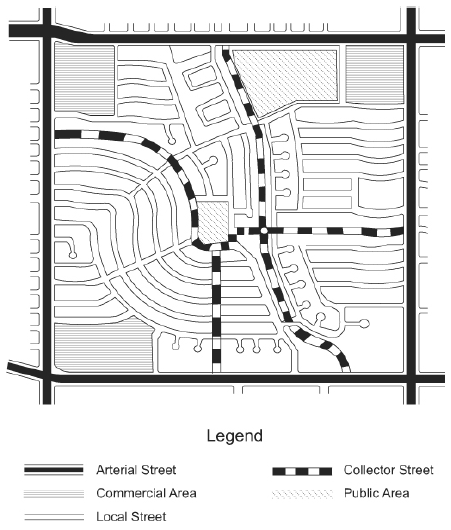 Legend
Arterial Street
Collector Street
Commercial Area
Public Area
Local Street